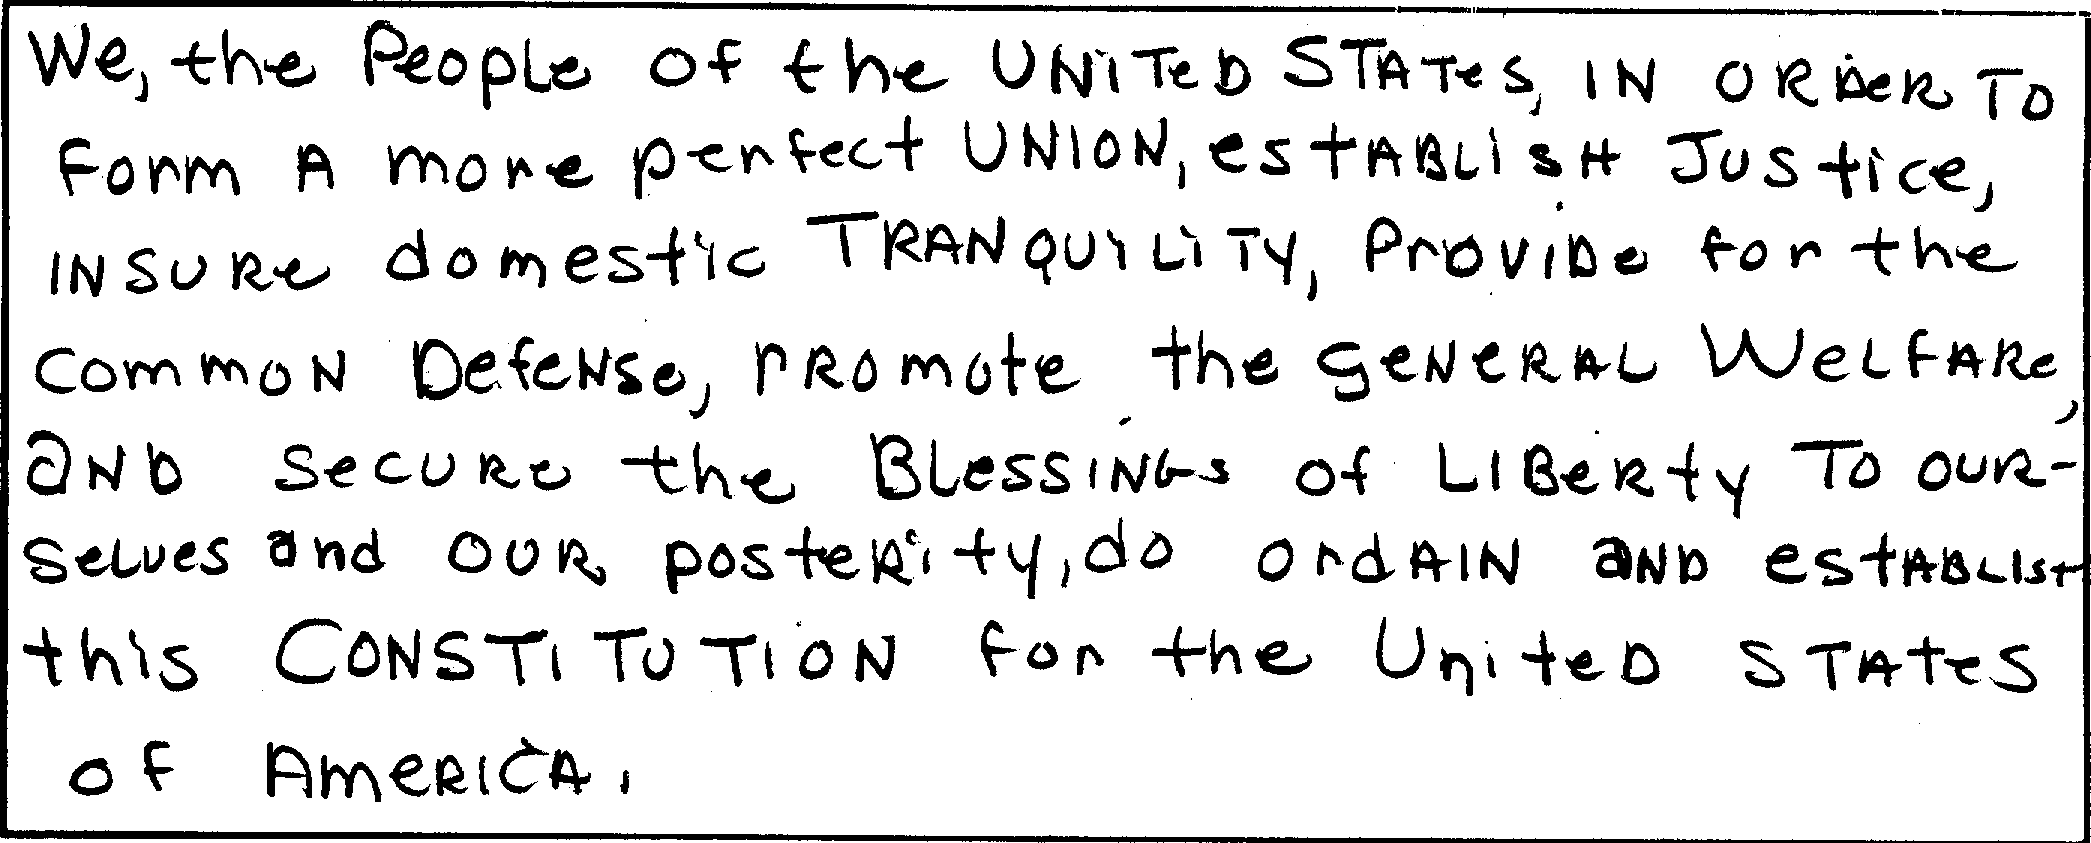 We, the People of the UNiTeD STATes, IN ORDeR TO
form A more perfect UNION, estABLisH Justice,
INSURe domestic TRANQUiLiTY, ProviDe for the
Common DefeNse, PROmote the geNeRAL WeLfARe,
aND SeCURe the BLessINGs of LIBeRty TO OUR-
SeLves and OUR posteRity, do ordAIN aND estABLISH
this CONSTITUTION for the UniteD STAtes
of AmeRICA.